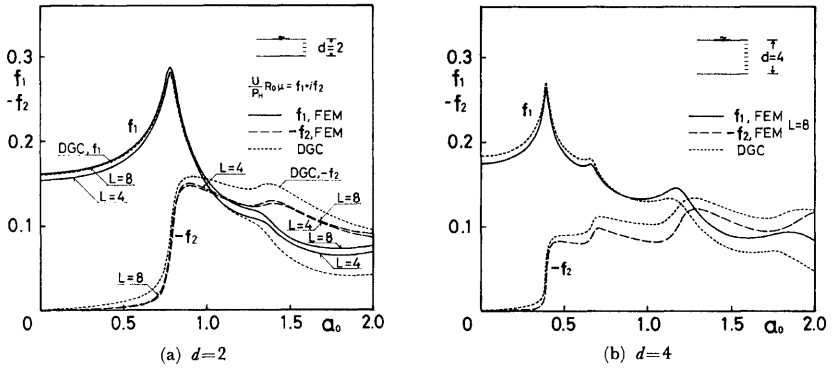 0.3
f₁
-f₂
0.2
0.1
0
0.5
1.0
1.5
2.0
a₀
d=2
U/P_H R₀μ = f₁+if₂
f₁, FEM
-f₂, FEM
DGC
f₁
DGC, f₁
L=8
L=4
L=4
DGC, -f₂
L=8
L=4
L=8
L=4
-f₂
L=8
(a) d=2
0.3
f₁
-f₂
0.2
0.1
0
0.5
1.0
1.5
2.0
a₀
d=4
f₁, FEM
-f₂, FEM
L=8
DGC
f₁
-f₂
(b) d=4